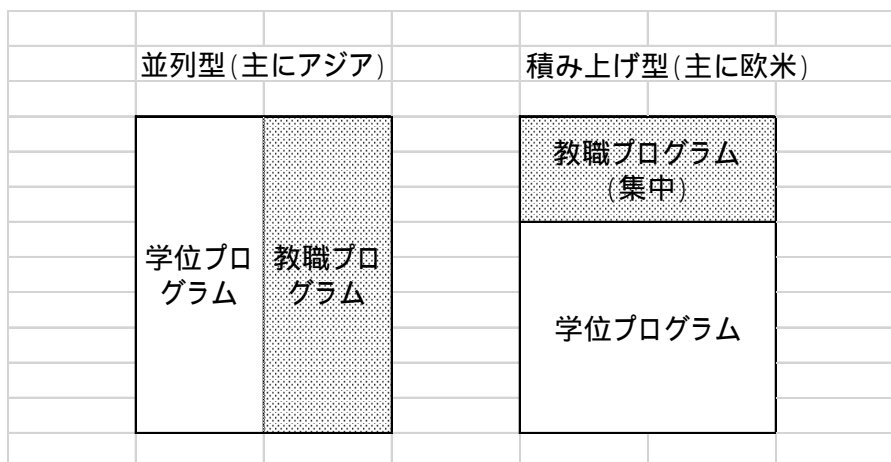 並列型(主にアジア)
積み上げ型(主に欧米)
学位プロ
グラム
教職プロ
グラム
教職プログラム
(集中)
学位プログラム